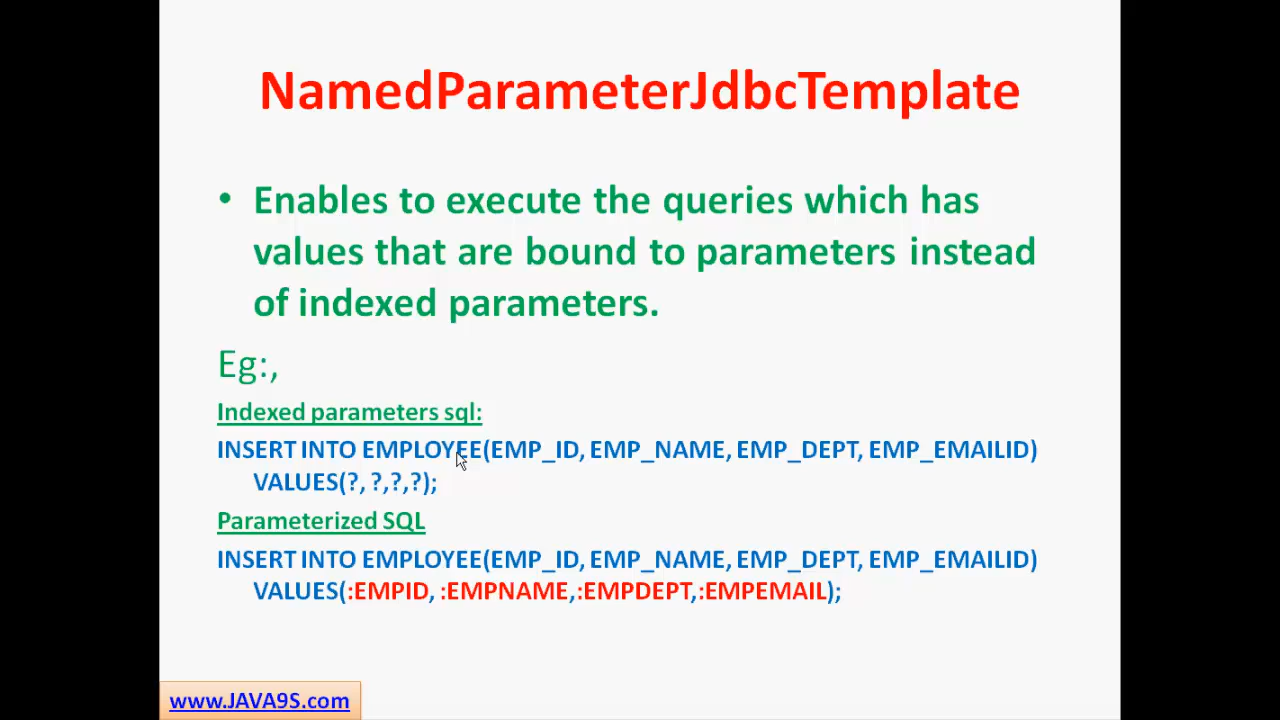 NamedParameterJdbcTemplate
• Enables to execute the queries which has
values that are bound to parameters instead
of indexed parameters.
Eg:,
Indexed parameters sql:
INSERT INTO EMPLOYEE(EMP_ID, EMP_NAME, EMP_DEPT, EMP_EMAILID)
VALUES(?, ?,?,?);
Parameterized SQL
INSERT INTO EMPLOYEE(EMP_ID, EMP_NAME, EMP_DEPT, EMP_EMAILID)
VALUES(:EMPID, :EMPNAME,:EMPDEPT,:EMPEMAIL);
www.JAVA9S.com